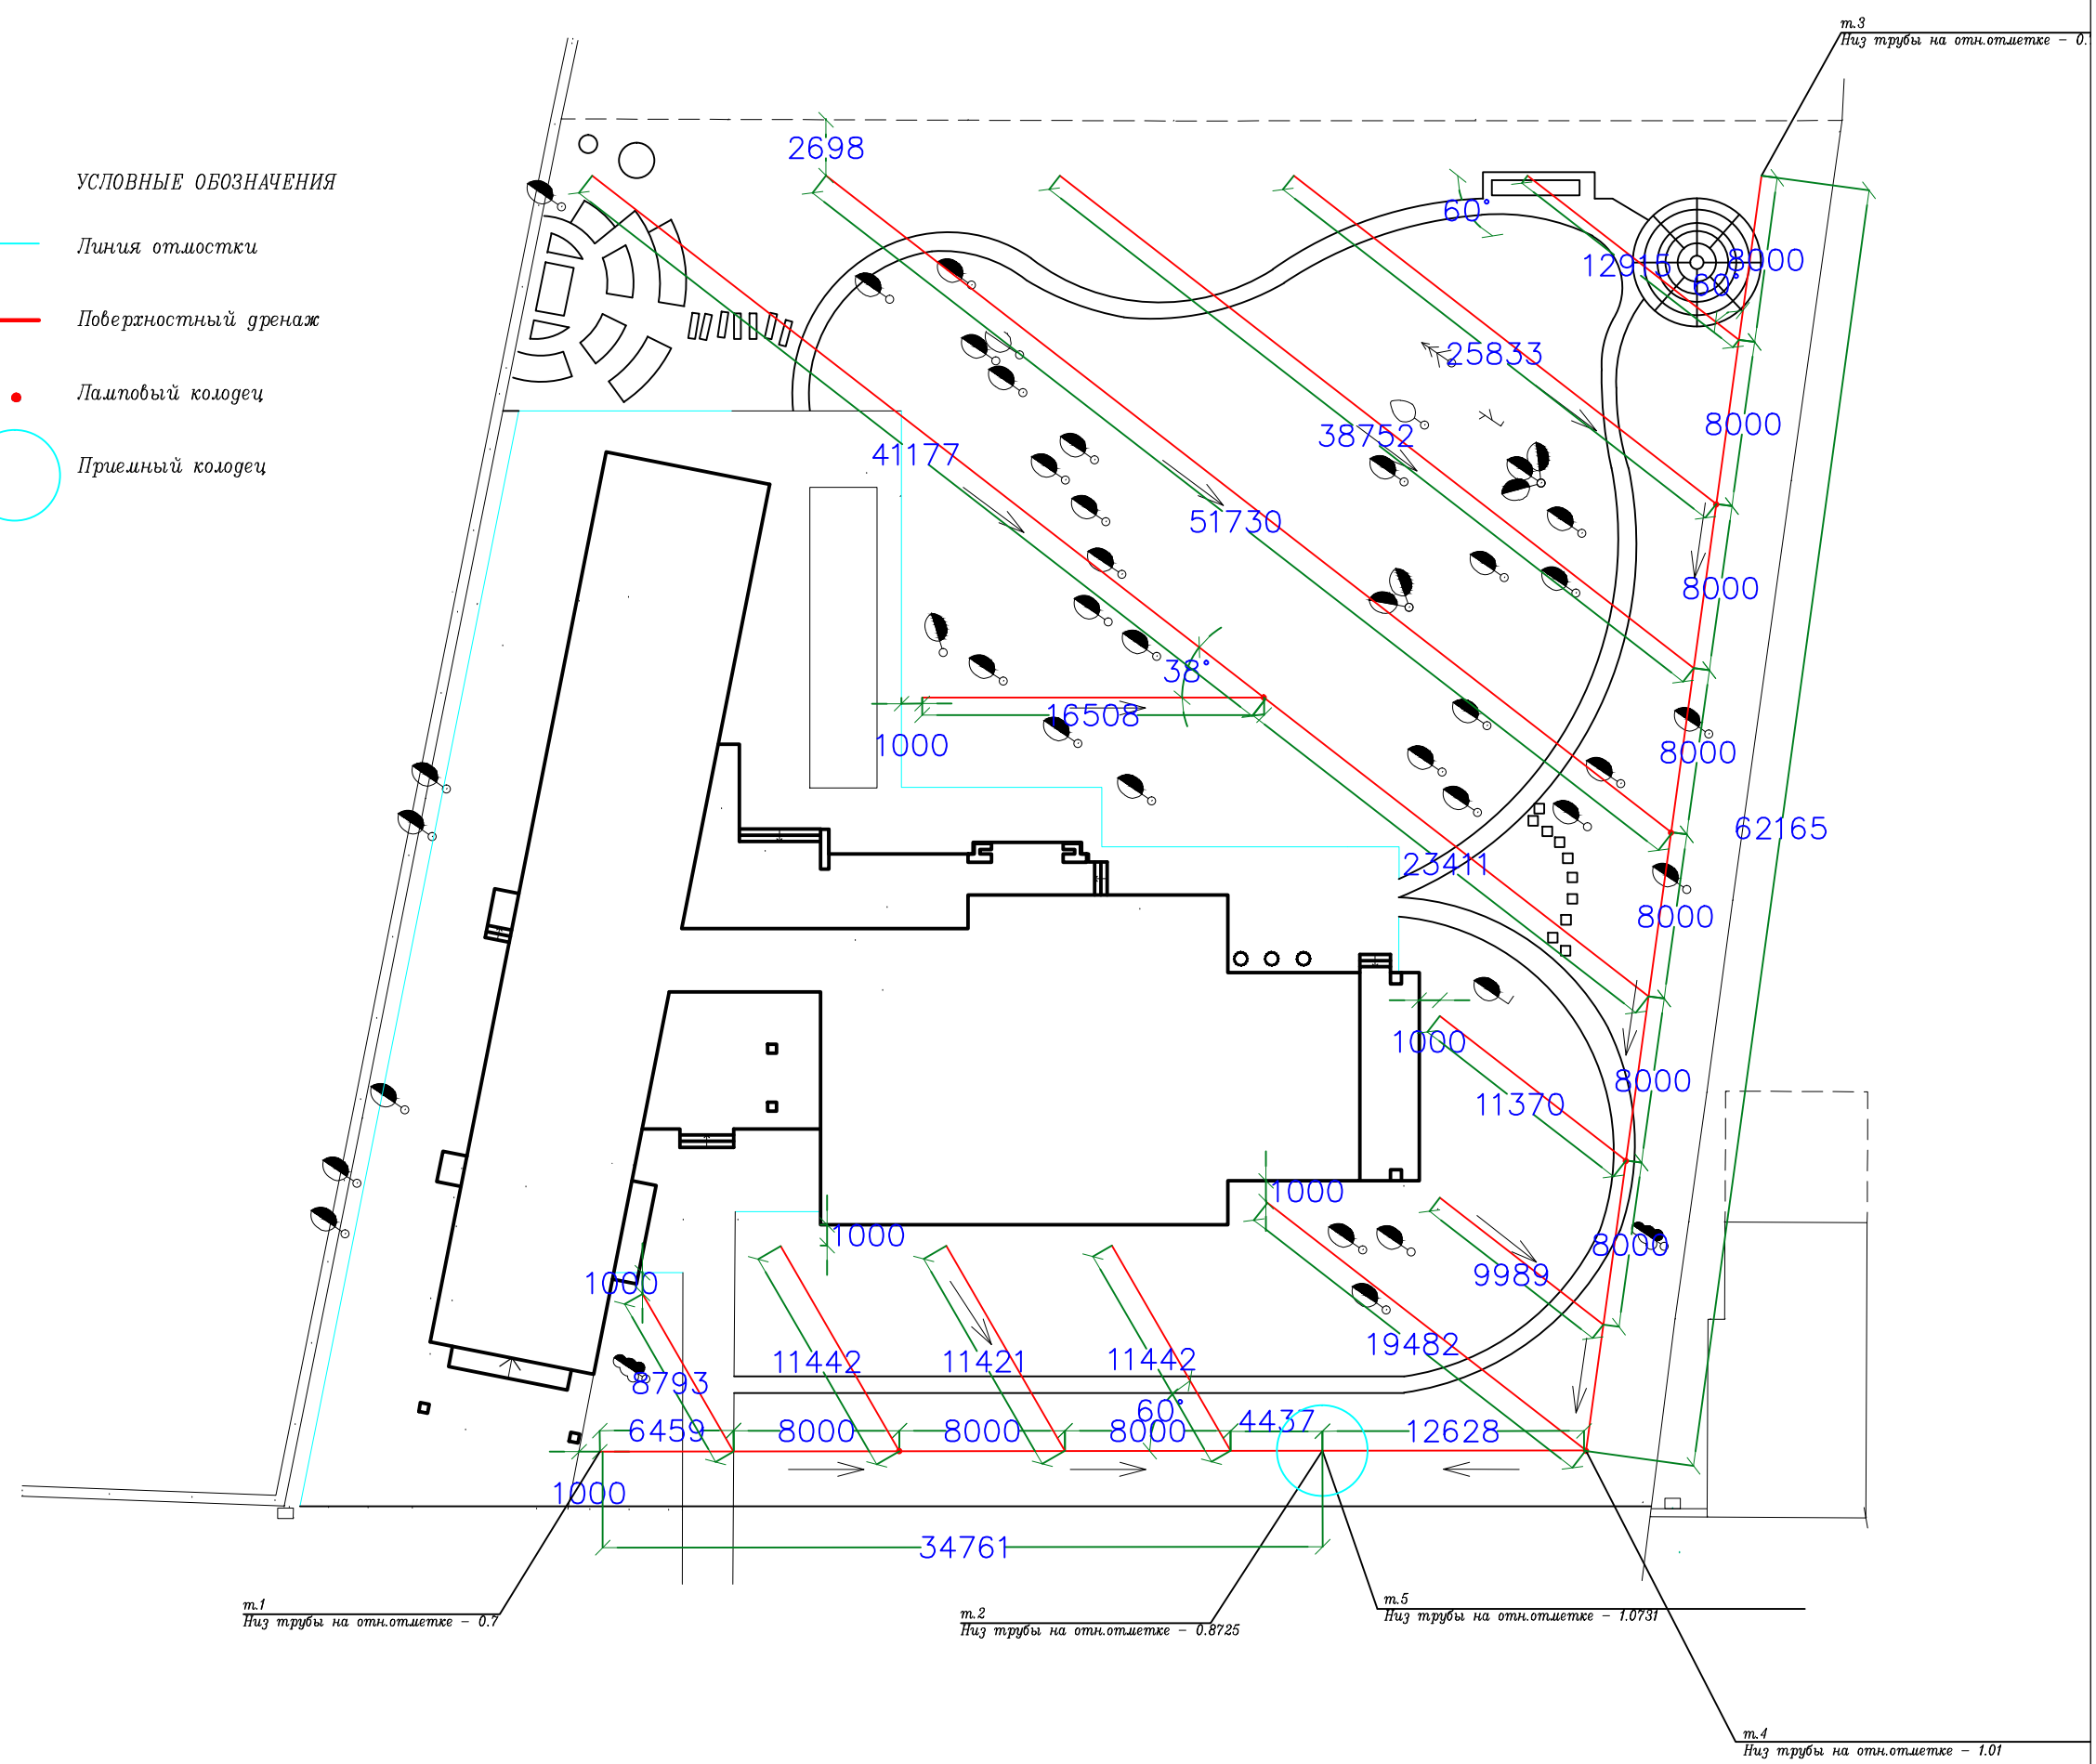 т.3
Низ трубы на отн.отметке - 0.
2698
УСЛОВНЫЕ ОБОЗНАЧЕНИЯ
60°
Линия отмостки
12916 8000
60°
Поверхностный дренаж
25833
Ламповый колодец
8000
38752
41177
Приемный колодец
51730
8000
38°
16508
1000
8000
62165
23411
8000
1000
8000
11370
1000
1000
8000
9989
1000
19482
11442
11421
11442
8793
60°
6459 8000 8000 8000 4437 12628
1000
34761
т.1
Низ трубы на отн.отметке - 0.7
т.2
Низ трубы на отн.отметке - 0.8725
т.5
Низ трубы на отн.отметке - 1.0731
т.4
Низ трубы на отн.отметке - 1.01